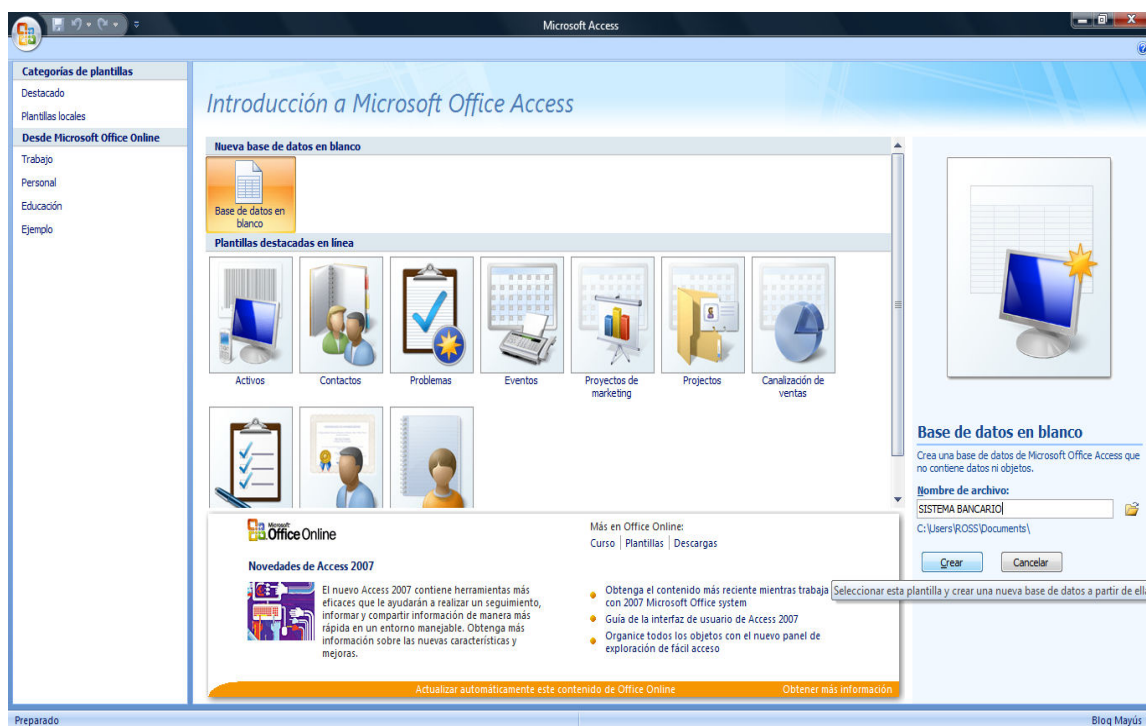 Microsoft Access
Categorías de plantillas
Destacado
Plantillas locales
Desde Microsoft Office Online
Trabajo
Personal
Educación
Ejemplo
Introducción a Microsoft Office Access
Nueva base de datos en blanco
Base de datos en
blanco
Plantillas destacadas en línea
Activos
Contactos
Problemas
Eventos
Proyectos de
marketing
Projectos
Canalización de
ventas
Microsoft
Office Online
Más en Office Online:
Curso | Plantillas | Descargas
Novedades de Access 2007
El nuevo Access 2007 contiene herramientas más
eficaces que le ayudarán a realizar un seguimiento,
informar y compartir información de manera más
rápida en un entorno manejable. Obtenga más
información sobre las nuevas características y
mejoras.
Obtenga el contenido más reciente mientras trabaja
con 2007 Microsoft Office system
Guía de la interfaz de usuario de Access 2007
Organice todos los objetos con el nuevo panel de
exploración de fácil acceso
Actualizar automáticamente este contenido de Office Online
Obtener más información
Base de datos en blanco
Crea una base de datos de Microsoft Office Access que
no contiene datos ni objetos.
Nombre de archivo:
SISTEMA BANCARIO
C:\Users\ROSS\Documents\
Crear
Cancelar
Seleccionar esta plantilla y crear una nueva base de datos a partir de ella
Preparado
Bloq Mayús